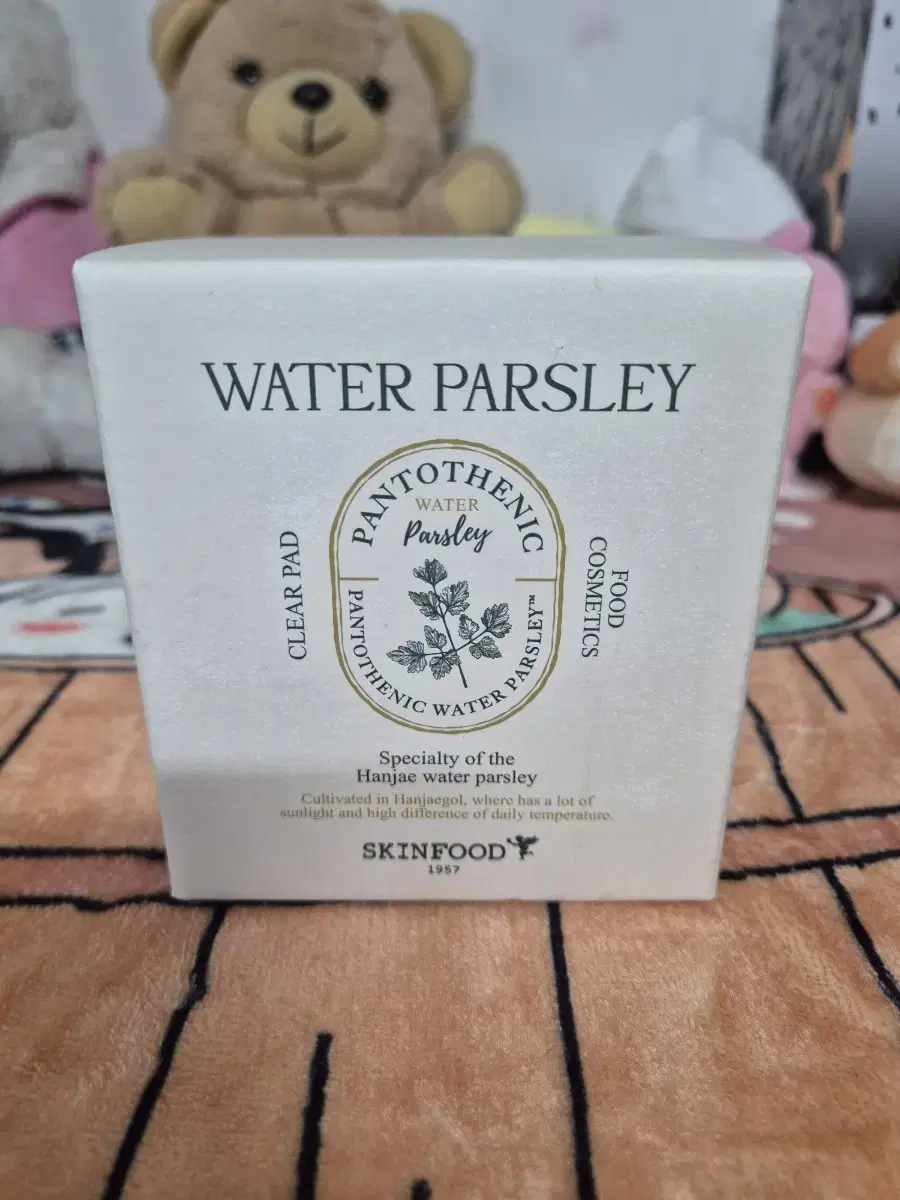 WATER PARSLEY
PANTOTHENIC
WATER
Parsley
PANTOTHENIC WATER PARSLEY™
CLEAR PAD
FOOD
COSMETICS
Specialty of the
Hanjae water parsley
Cultivated in Hanjaegol, where has a lot of
sunlight and high difference of daily temperature.
SKINFOOD
1957